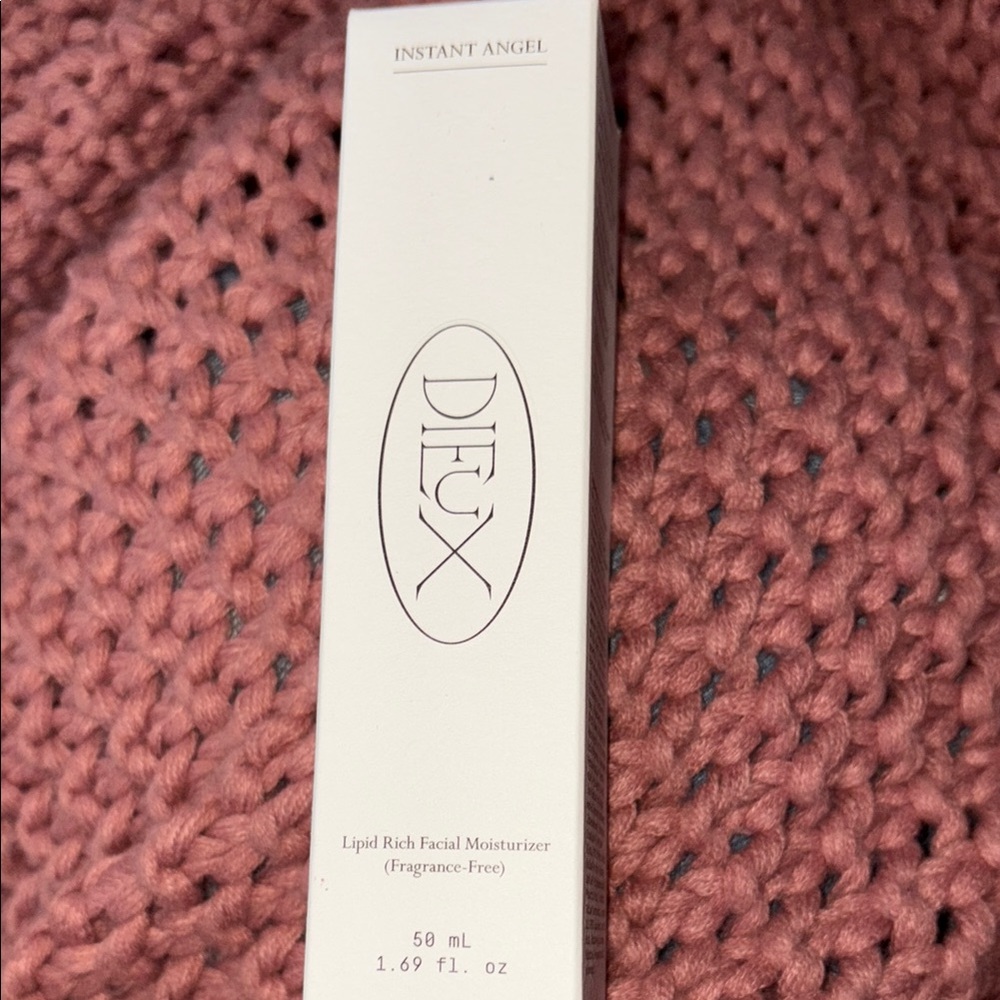 INSTANT ANGEL
DIEUX
Lipid Rich Facial Moisturizer
(Fragrance-Free)
50 mL
1.69 fl. oz